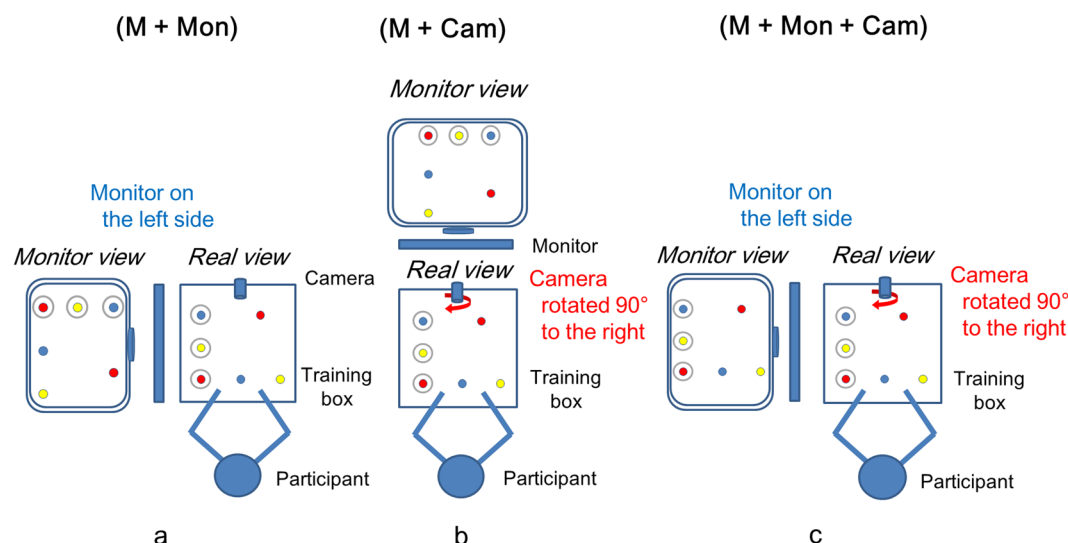 (M + Mon)
(M + Cam)
(M + Mon + Cam)
Monitor view
Monitor on
the left side
Monitor on
the left side
Monitor
Monitor view
Real view
Camera
Real view
Camera
rotated 90°
to the right
Monitor view
Real view
Camera
rotated 90°
to the right
Training
box
Training
box
Training
box
Participant
Participant
Participant
a
b
c